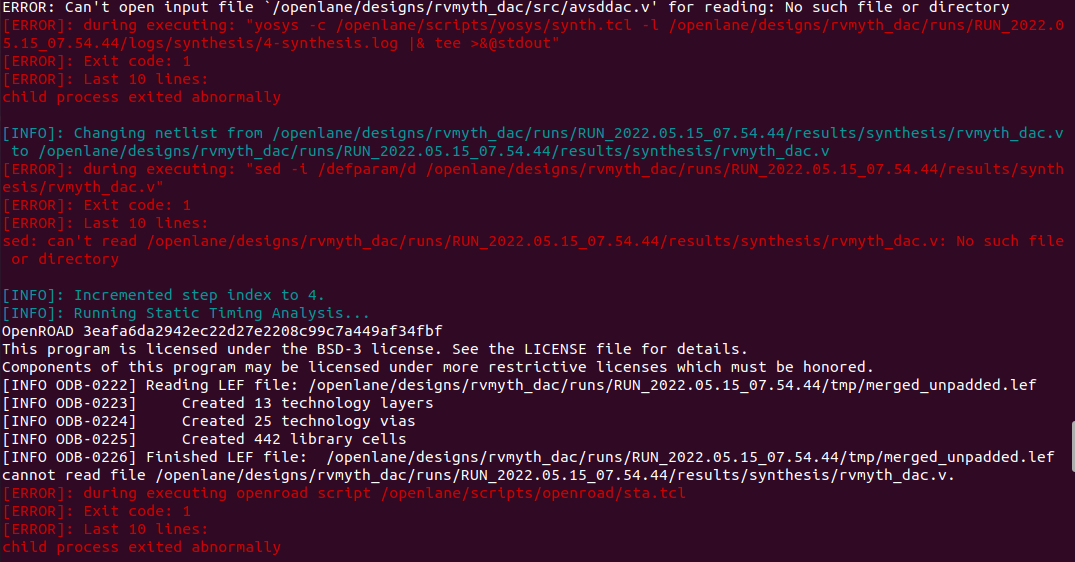 ERROR: Can't open input file `/openlane/designs/rvmyth_dac/src/avsddac.v' for reading: No such file or directory
[ERROR]: during executing: "yosys -c /openlane/scripts/yosys/synth.tcl -l /openlane/designs/rvmyth_dac/runs/RUN_2022.0
5.15_07.54.44/logs/synthesis/4-synthesis.log |& tee >&@stdout"
[ERROR]: Exit code: 1
[ERROR]: Last 10 lines:
child process exited abnormally
[INFO]: Changing netlist from /openlane/designs/rvmyth_dac/runs/RUN_2022.05.15_07.54.44/results/synthesis/rvmyth_dac.v
 to /openlane/designs/rvmyth_dac/runs/RUN_2022.05.15_07.54.44/results/synthesis/rvmyth_dac.v
[ERROR]: during executing: "sed -i /defparam/d /openlane/designs/rvmyth_dac/runs/RUN_2022.05.15_07.54.44/results/synth
esis/rvmyth_dac.v"
[ERROR]: Exit code: 1
[ERROR]: Last 10 lines:
sed: can't read /openlane/designs/rvmyth_dac/runs/RUN_2022.05.15_07.54.44/results/synthesis/rvmyth_dac.v: No such file
 or directory
[INFO]: Incremented step index to 4.
[INFO]: Running Static Timing Analysis...
OpenROAD 3eafa6da2942ec22d27e2208c99c7a449af34fbf
This program is licensed under the BSD-3 license. See the LICENSE file for details.
Components of this program may be licensed under more restrictive licenses which must be honored.
[INFO ODB-0222] Reading LEF file: /openlane/designs/rvmyth_dac/runs/RUN_2022.05.15_07.54.44/tmp/merged_unpadded.lef
[INFO ODB-0223]     Created 13 technology layers
[INFO ODB-0224]     Created 25 technology vias
[INFO ODB-0225]     Created 442 library cells
[INFO ODB-0226] Finished LEF file:  /openlane/designs/rvmyth_dac/runs/RUN_2022.05.15_07.54.44/tmp/merged_unpadded.lef
cannot read file /openlane/designs/rvmyth_dac/runs/RUN_2022.05.15_07.54.44/results/synthesis/rvmyth_dac.v.
[ERROR]: during executing openroad script /openlane/scripts/openroad/sta.tcl
[ERROR]: Exit code: 1
[ERROR]: Last 10 lines:
child process exited abnormally